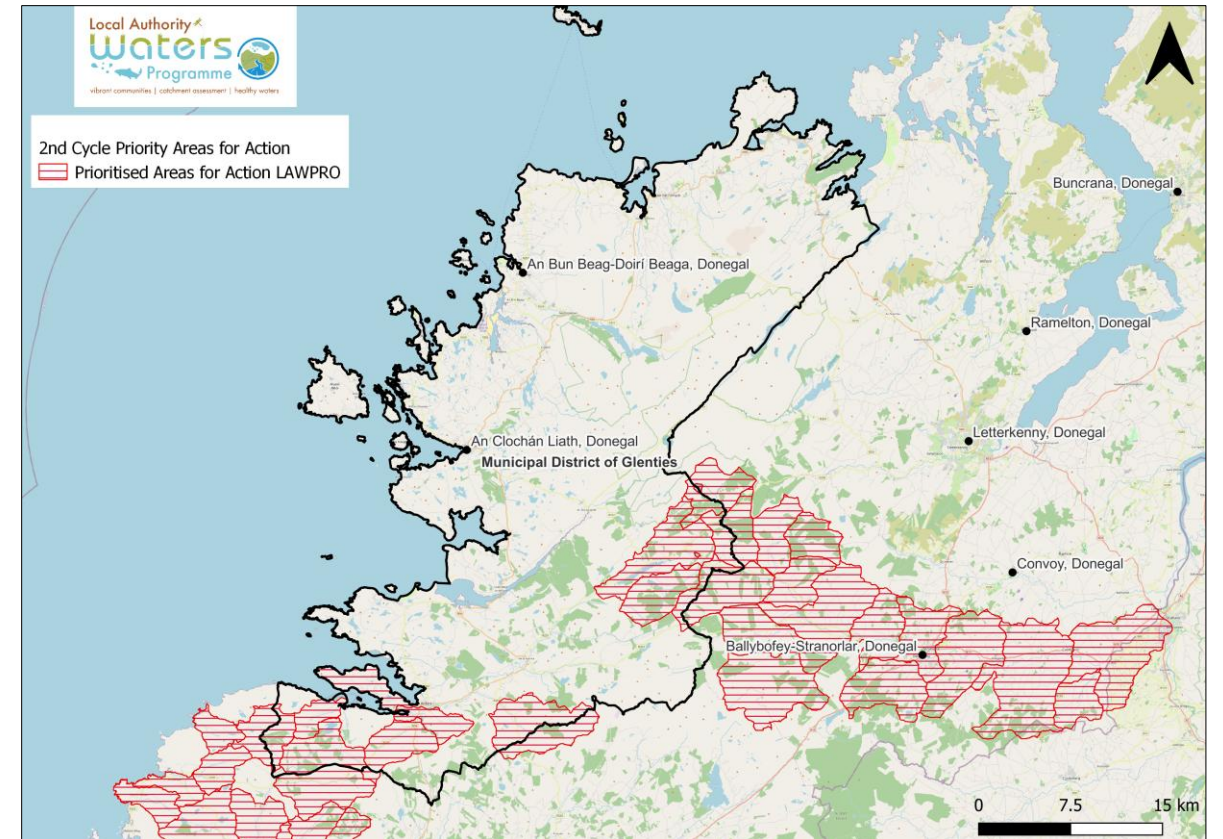 Local Authority
Waters
Programme
vibrant communities | catchment assessment | healthy waters
2nd Cycle Priority Areas for Action
Prioritised Areas for Action LAWPRO
Buncrana, Donegal
An Bun Beag-Doirí Beaga, Donegal
Ramelton, Donegal
Letterkenny, Donegal
An Clochán Liath, Donegal
Municipal District of Glenties
Convoy, Donegal
Ballybofey-Stranorlar, Donegal
0 7.5 15 km